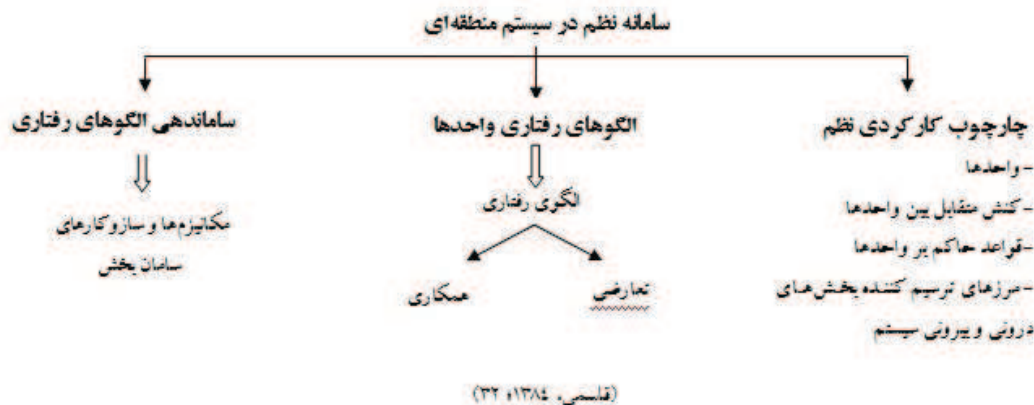 سامانه نظم در سیستم منطقه‌ای
چارچوب کارکردی نظم
-واحدها
-کنش متقابل بین واحدها
-قواعد حاکم بر واحدها
-مرزهای ترسیم کننده بخش‌های
درونی و بیرونی سیستم
الگوهای رفتاری واحدها
الگوی رفتاری
تعارضی
همکاری
ساماندهی الگوهای رفتاری
مکانیزم‌ها و سازوکارهای
سامان بخش
(قاسمی، ۱۳۸٤، ۳۲)